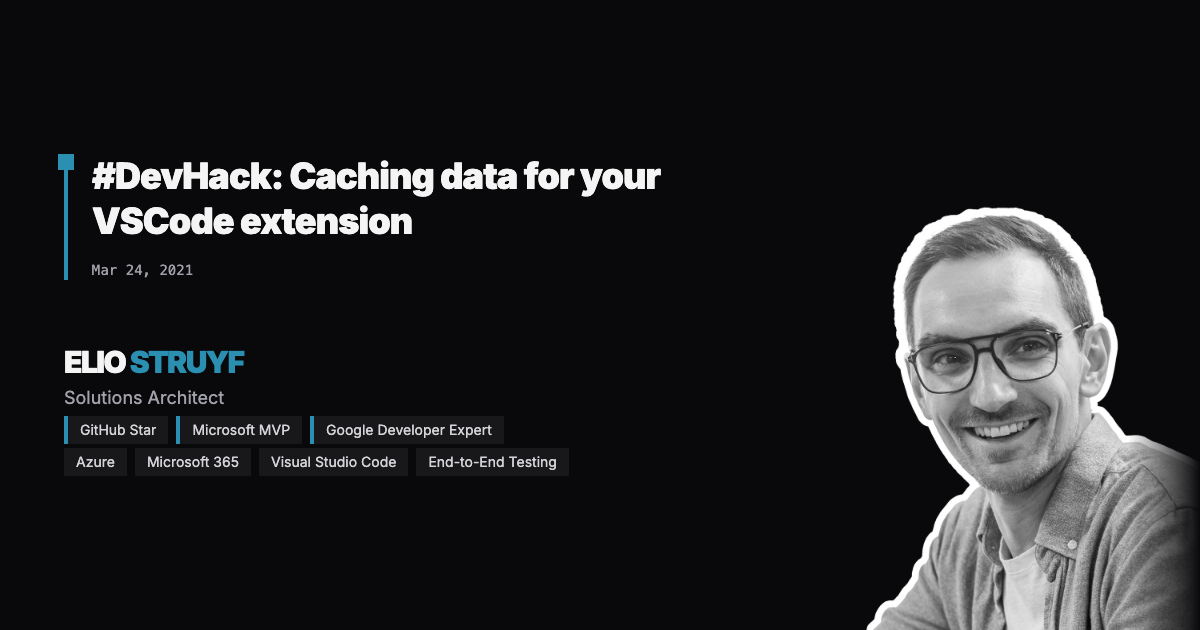 #DevHack: Caching data for your
VSCode extension
Mar 24, 2021
ELIO STRUYF
Solutions Architect
GitHub Star Microsoft MVP Google Developer Expert
Azure Microsoft 365 Visual Studio Code End-to-End Testing